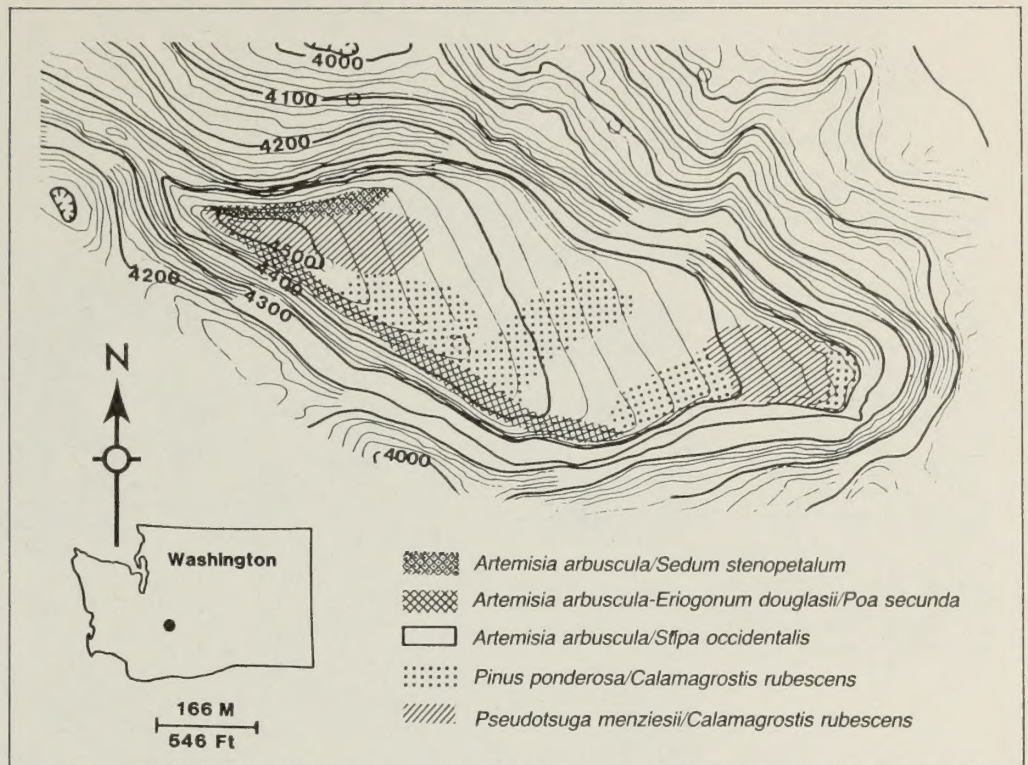 4000
4100
4200
4500
4400
4300
4200
4000
N
Washington
166 M
546 Ft
Artemisia arbuscula/Sedum stenopetalum
Artemisia arbuscula-Eriogonum douglasii/Poa secunda
Artemisia arbuscula/Stipa occidentalis
Pinus ponderosa/Calamagrostis rubescens
Pseudotsuga menziesii/Calamagrostis rubescens